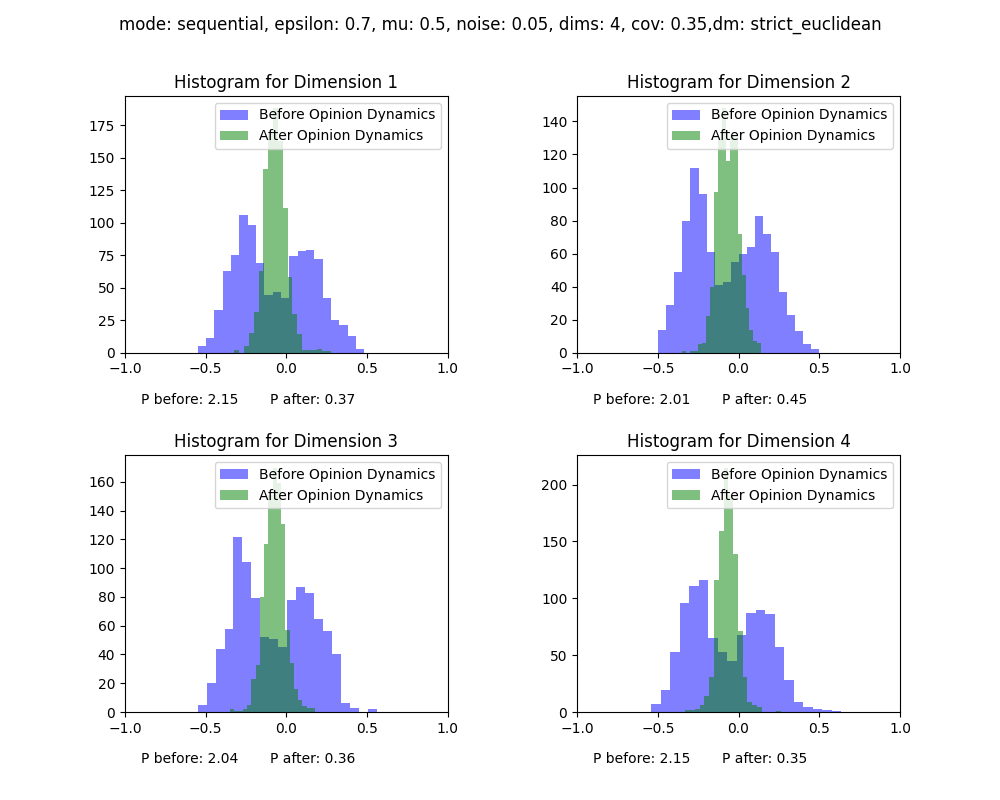 mode: sequential, epsilon: 0.7, mu: 0.5, noise: 0.05, dims: 4, cov: 0.35,dm: strict_euclidean
Histogram for Dimension 1
Before Opinion Dynamics
After Opinion Dynamics
175
150
125
100
75
50
25
0
−1.0 −0.5 0.0 0.5 1.0
P before: 2.15 P after: 0.37
Histogram for Dimension 2
Before Opinion Dynamics
After Opinion Dynamics
140
120
100
80
60
40
20
0
−1.0 −0.5 0.0 0.5 1.0
P before: 2.01 P after: 0.45
Histogram for Dimension 3
Before Opinion Dynamics
After Opinion Dynamics
160
140
120
100
80
60
40
20
0
−1.0 −0.5 0.0 0.5 1.0
P before: 2.04 P after: 0.36
Histogram for Dimension 4
Before Opinion Dynamics
After Opinion Dynamics
200
150
100
50
0
−1.0 −0.5 0.0 0.5 1.0
P before: 2.15 P after: 0.35